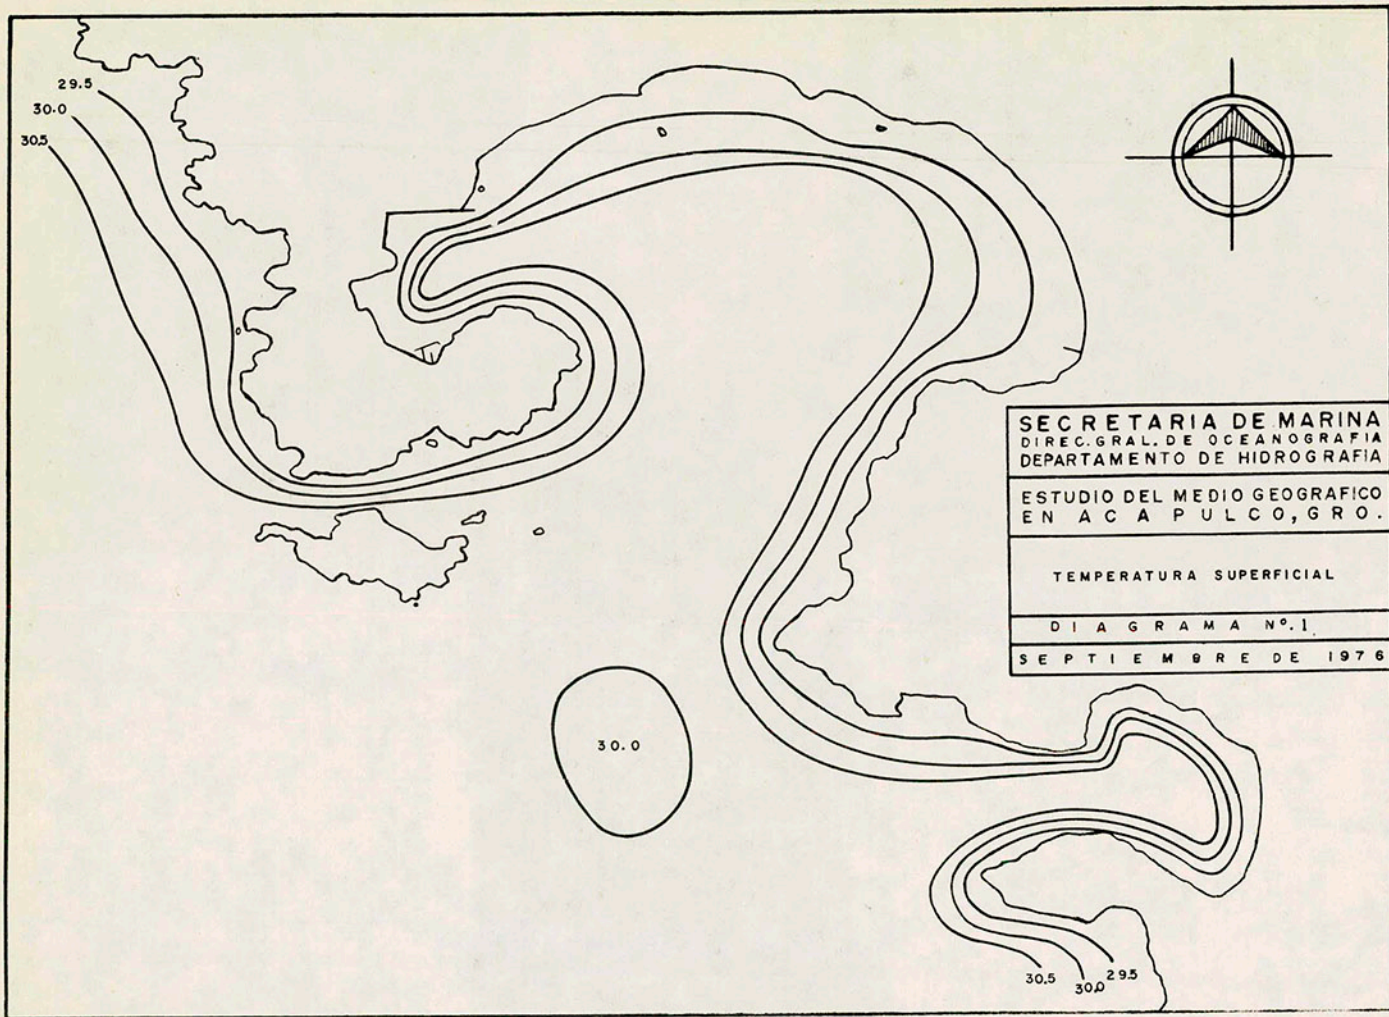 29.5
30.0
30.5
SECRETARIA DE MARINA
DIREC.GRAL. DE OCEANOGRAFIA
DEPARTAMENTO DE HIDROGRAFIA
ESTUDIO DEL MEDIO GEOGRAFICO
EN ACAPULCO, GRO.
TEMPERATURA SUPERFICIAL
DIAGRAMA Nº.1
SEPTIEMBRE DE 1976
30.0
30.5
30.0
29.5